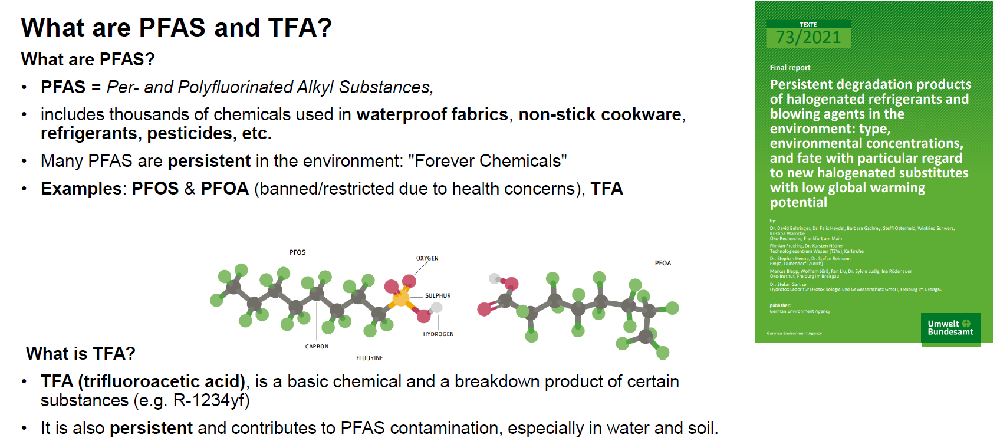 What are PFAS and TFA?
What are PFAS?
• PFAS = Per- and Polyfluorinated Alkyl Substances,
• includes thousands of chemicals used in waterproof fabrics, non-stick cookware,
refrigerants, pesticides, etc.
• Many PFAS are persistent in the environment: "Forever Chemicals"
• Examples: PFOS & PFOA (banned/restricted due to health concerns), TFA
PFOS
OXYGEN
SULPHUR
HYDROGEN
CARBON
FLUORINE
PFOA
What is TFA?
• TFA (trifluoroacetic acid), is a basic chemical and a breakdown product of certain
substances (e.g. R-1234yf)
• It is also persistent and contributes to PFAS contamination, especially in water and soil.
TEXTE
73/2021
Final report
Persistent degradation products
of halogenated refrigerants and
blowing agents in the
environment: type,
environmental concentrations,
and fate with particular regard
to new halogenated substitutes
with low global warming
potential
by:
Dr. David Behringer, Dr. Felix Heydel, Barbara Gschrey, Steffi Osterheld, Winfried Schwarz,
Kristina Warncke
Öko-Recherche, Frankfurt am Main
Finnian Freeling, Dr. Karsten Nödler
Technologiezentrum Wasser (TZW), Karlsruhe
Dr. Stephan Henne, Dr. Stefan Reimann
Empa, Dübendorf (Zürich)
Markus Blepp, Wolfram Jörß, Ran Liu, Dr. Sylvie Ludig, Ina Rüdenauer
Öko-Institut, Freiburg im Breisgau
Dr. Stefan Gartiser
Hydrotox Labor für Ökotoxikologie und Gewässerschutz GmbH, Freiburg im Breisgau
publisher:
German Environment Agency
German Environment Agency
Umwelt
Bundesamt